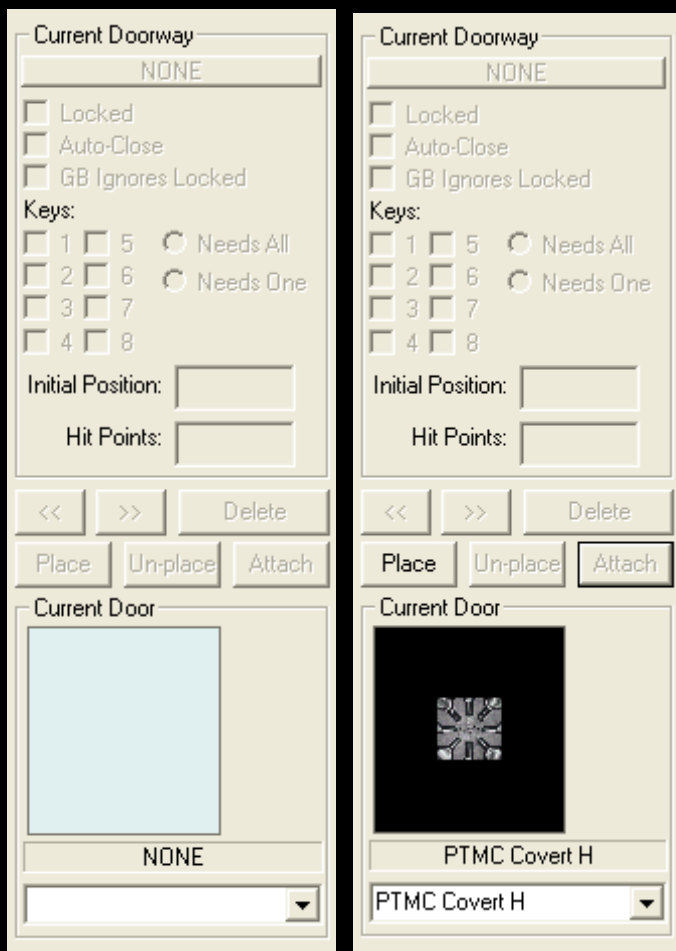 Current Doorway
NONE
Locked
Auto-Close
GB Ignores Locked
Keys:
1 5 Needs All
2 6 Needs One
3 7
4 8
Initial Position:
Hit Points:
<< >> Delete
Place Un-place Attach
Current Door
NONE
Current Doorway
NONE
Locked
Auto-Close
GB Ignores Locked
Keys:
1 5 Needs All
2 6 Needs One
3 7
4 8
Initial Position:
Hit Points:
<< >> Delete
Place Un-place Attach
Current Door
PTMC Covert H
PTMC Covert H